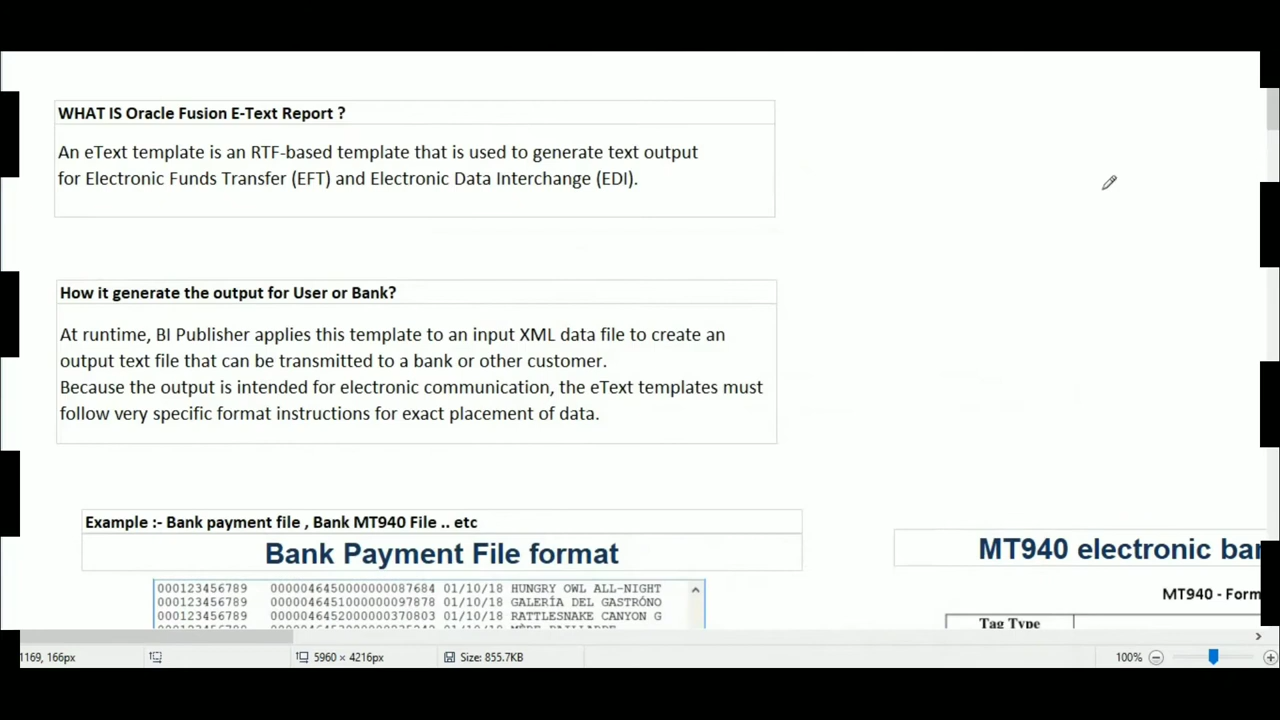 WHAT IS Oracle Fusion E-Text Report ?
An eText template is an RTF-based template that is used to generate text output
for Electronic Funds Transfer (EFT) and Electronic Data Interchange (EDI).
How it generate the output for User or Bank?
At runtime, BI Publisher applies this template to an input XML data file to create an
output text file that can be transmitted to a bank or other customer.
Because the output is intended for electronic communication, the eText templates must
follow very specific format instructions for exact placement of data.
Example :- Bank payment file , Bank MT940 File .. etc
Bank Payment File format
000123456789 0000046450000000087684 01/10/18 HUNGRY OWL ALL-NIGHT
000123456789 0000046451000000097878 01/10/18 GALERÍA DEL GASTRÓNO
000123456789 0000046452000000370803 01/10/18 RATTLESNAKE CANYON G
MT940 electronic ban
MT940 - Form
Tag Type
1169, 166px
5960 × 4216px
Size: 855.7KB
100%